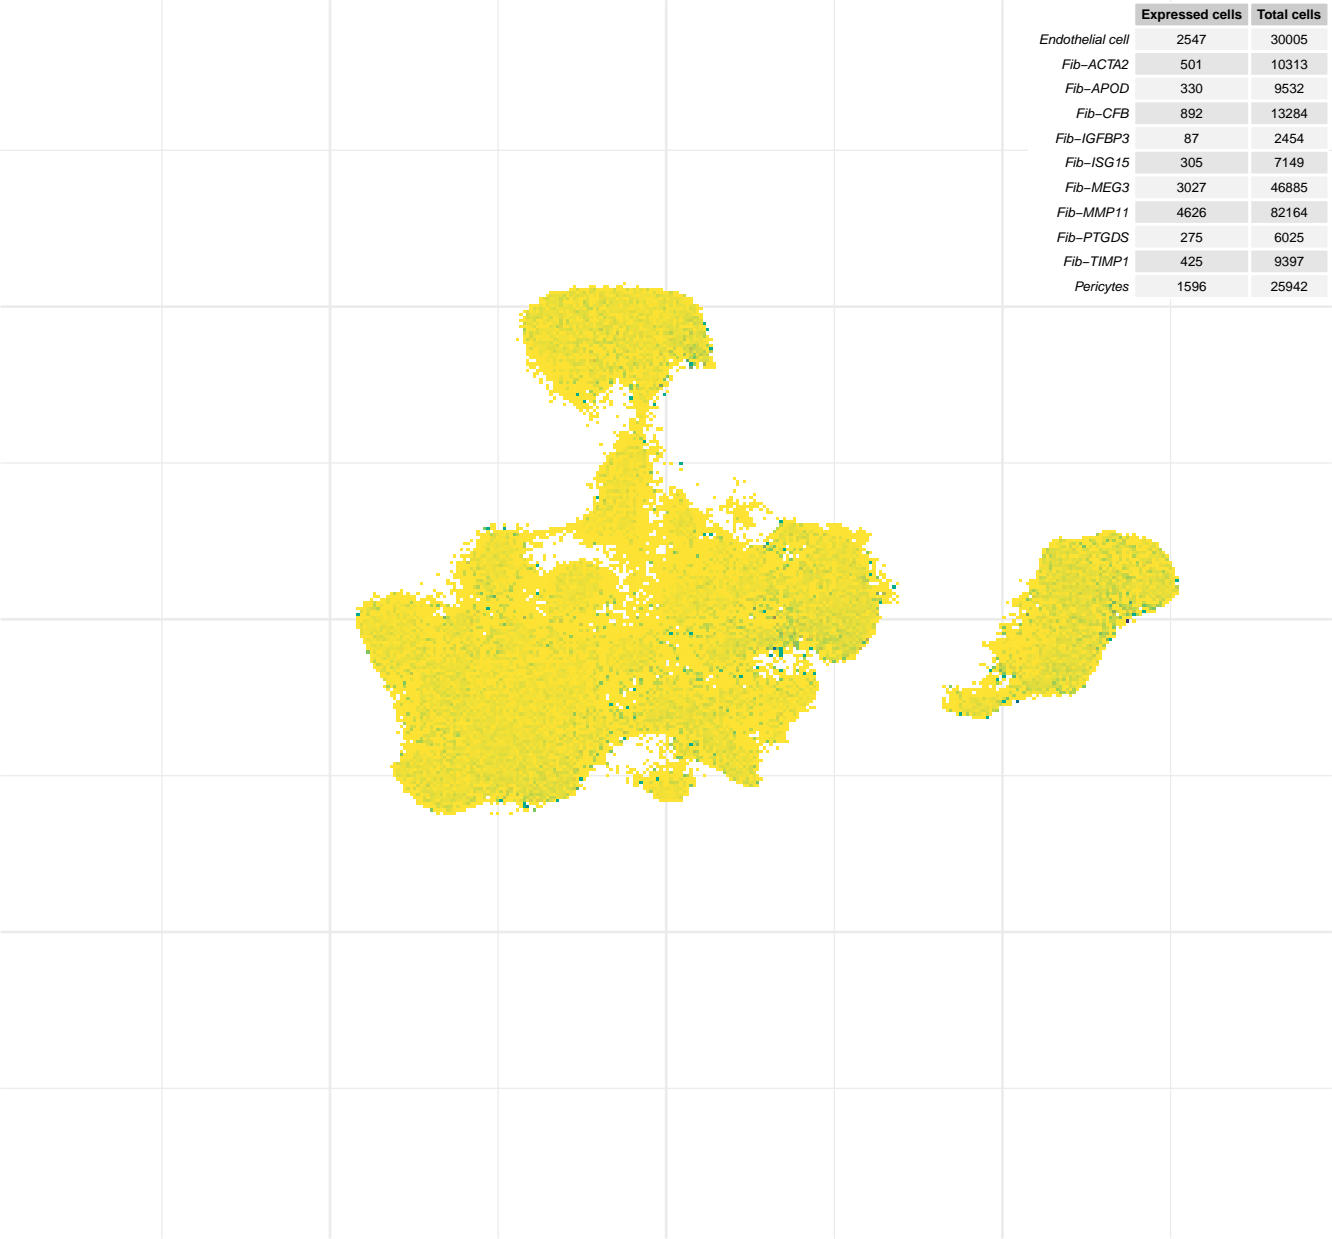 Expressed cells Total cells
Endothelial cell 2547 30005
Fib−ACTA2 501 10313
Fib−APOD 330 9532
Fib−CFB 892 13284
Fib−IGFBP3 87 2454
Fib−ISG15 305 7149
Fib−MEG3 3027 46885
Fib−MMP11 4626 82164
Fib−PTGDS 275 6025
Fib−TIMP1 425 9397
Pericytes 1596 25942